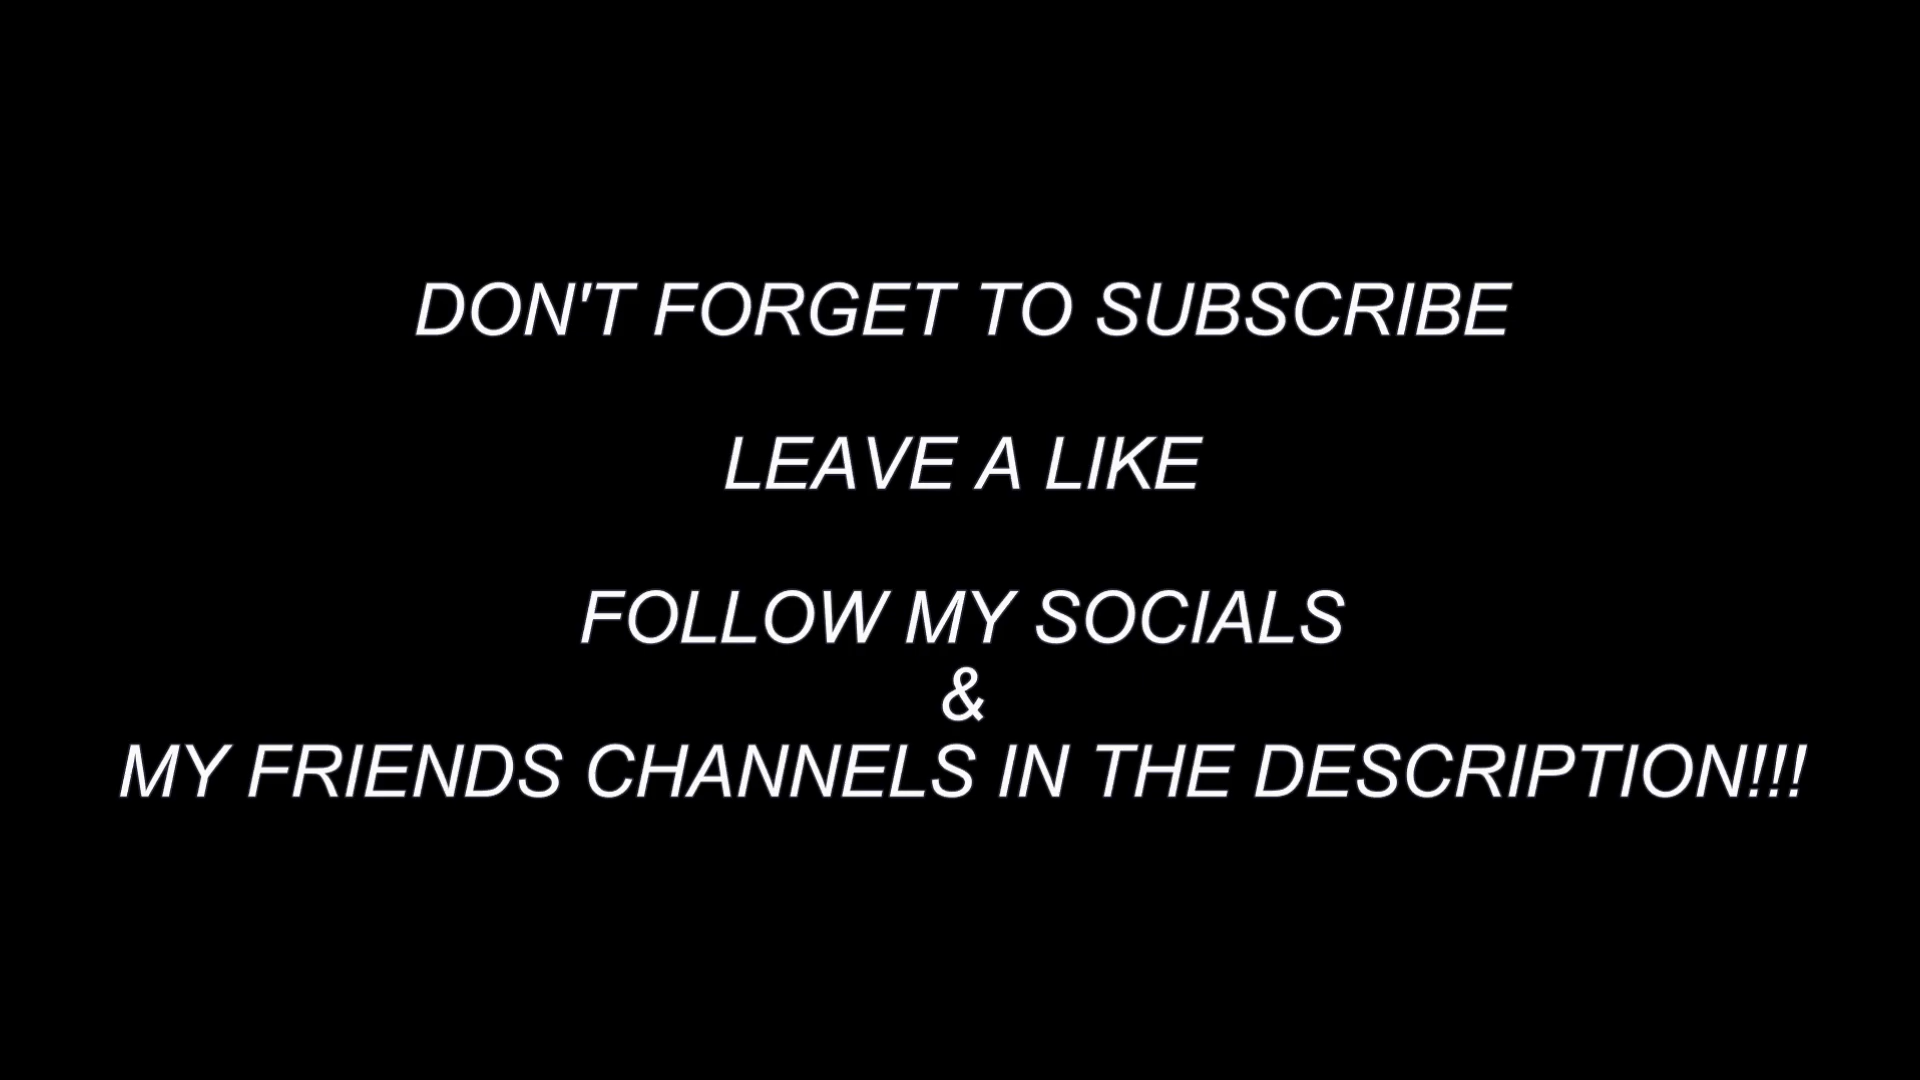 DON'T FORGET TO SUBSCRIBE
LEAVE A LIKE
FOLLOW MY SOCIALS
&
MY FRIENDS CHANNELS IN THE DESCRIPTION!!!